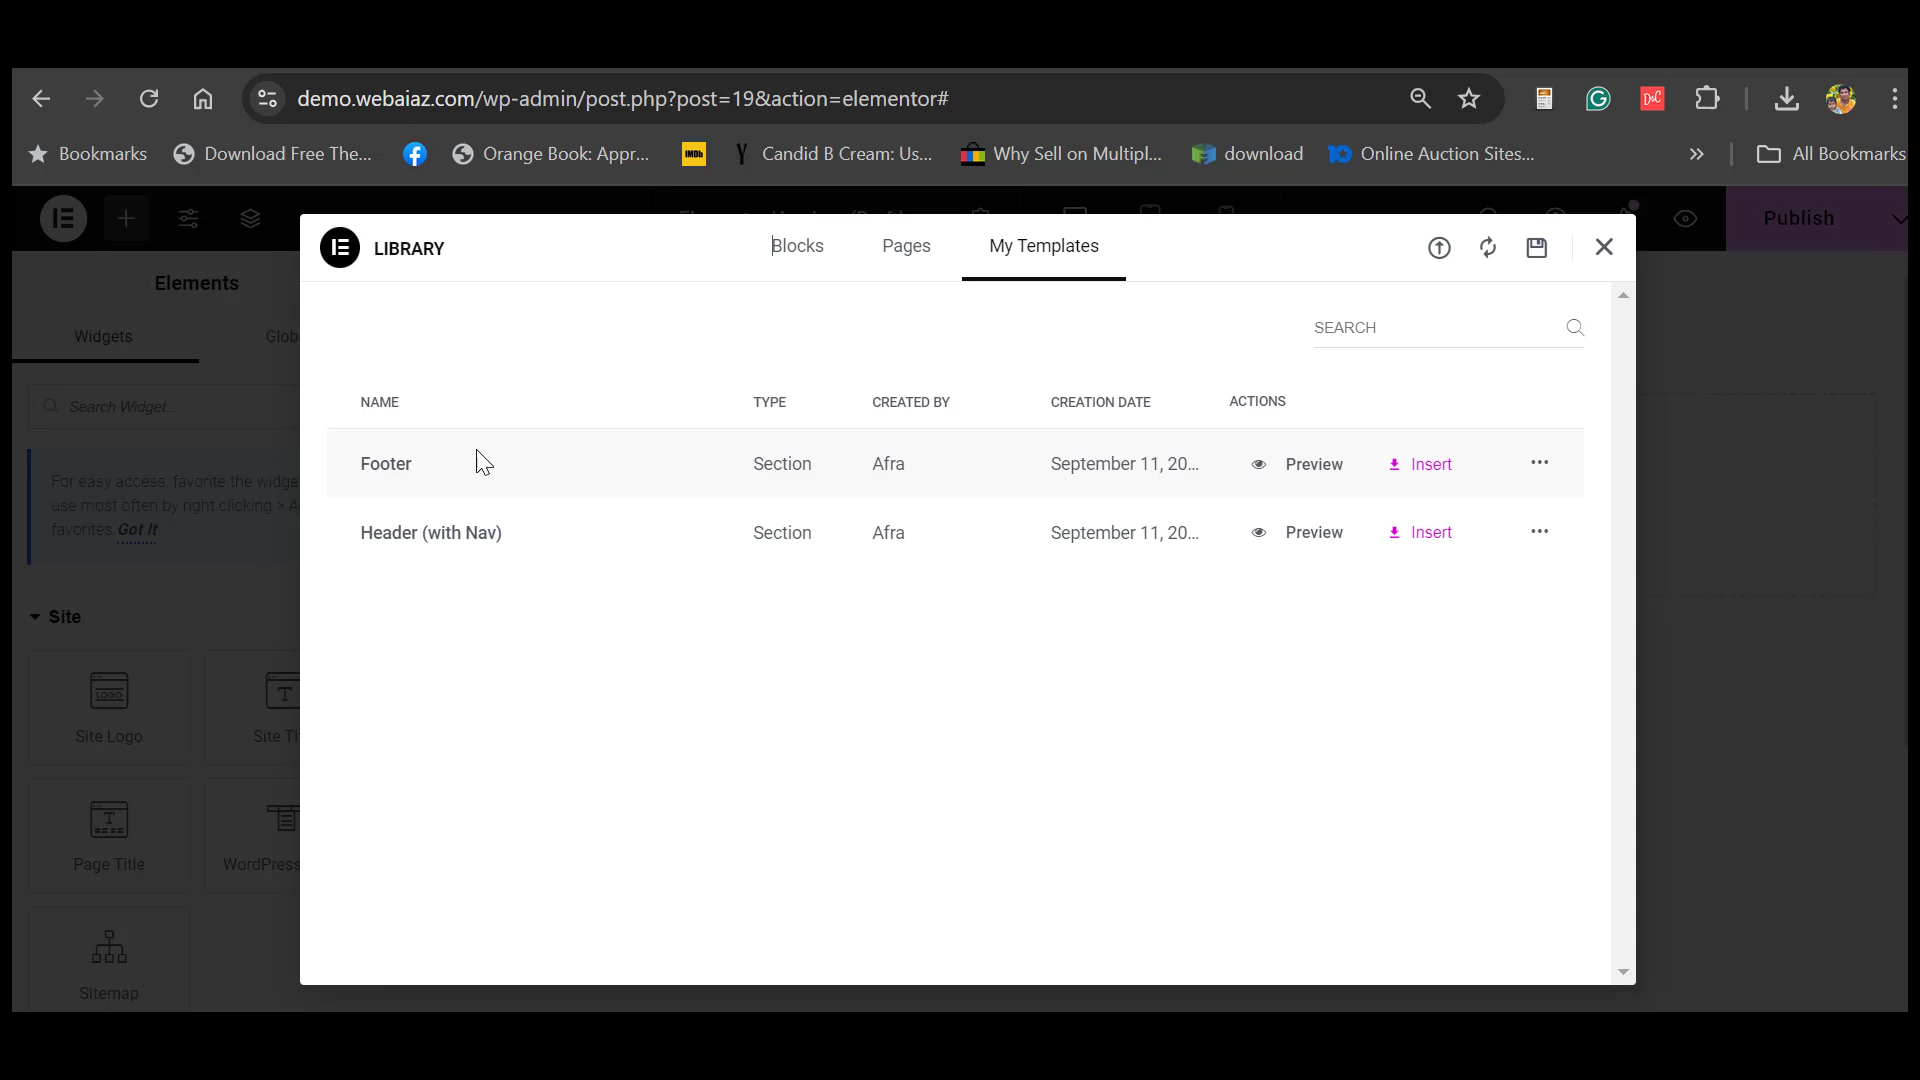 demo.webaiaz.com/wp-admin/post.php?post=19&action=elementor#
Bookmarks
Download Free The...
Orange Book: Appr...
IMDb
Candid B Cream: Us...
Why Sell on Multipl...
download
Online Auction Sites...
All Bookmarks
Publish
LIBRARY
Blocks
Pages
My Templates
Elements
Widgets
Glob
Search Widget...
SEARCH
NAME
TYPE
CREATED BY
CREATION DATE
ACTIONS
Footer
Section
Afra
September 11, 20...
Preview
Insert
Header (with Nav)
Section
Afra
September 11, 20...
Preview
Insert
For easy access, favorite the widge
use most often by right clicking > A
favorites. Got It
Site
LOGO
Site Logo
Site Ti
Page Title
WordPress
Sitemap